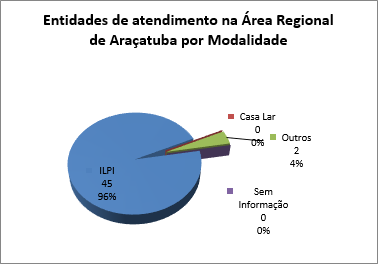 Entidades de atendimento na Área Regional
de Araçatuba por Modalidade
Casa Lar
0
0%
Outros
2
4%
ILPI
45
96%
Sem
Informação
0
0%